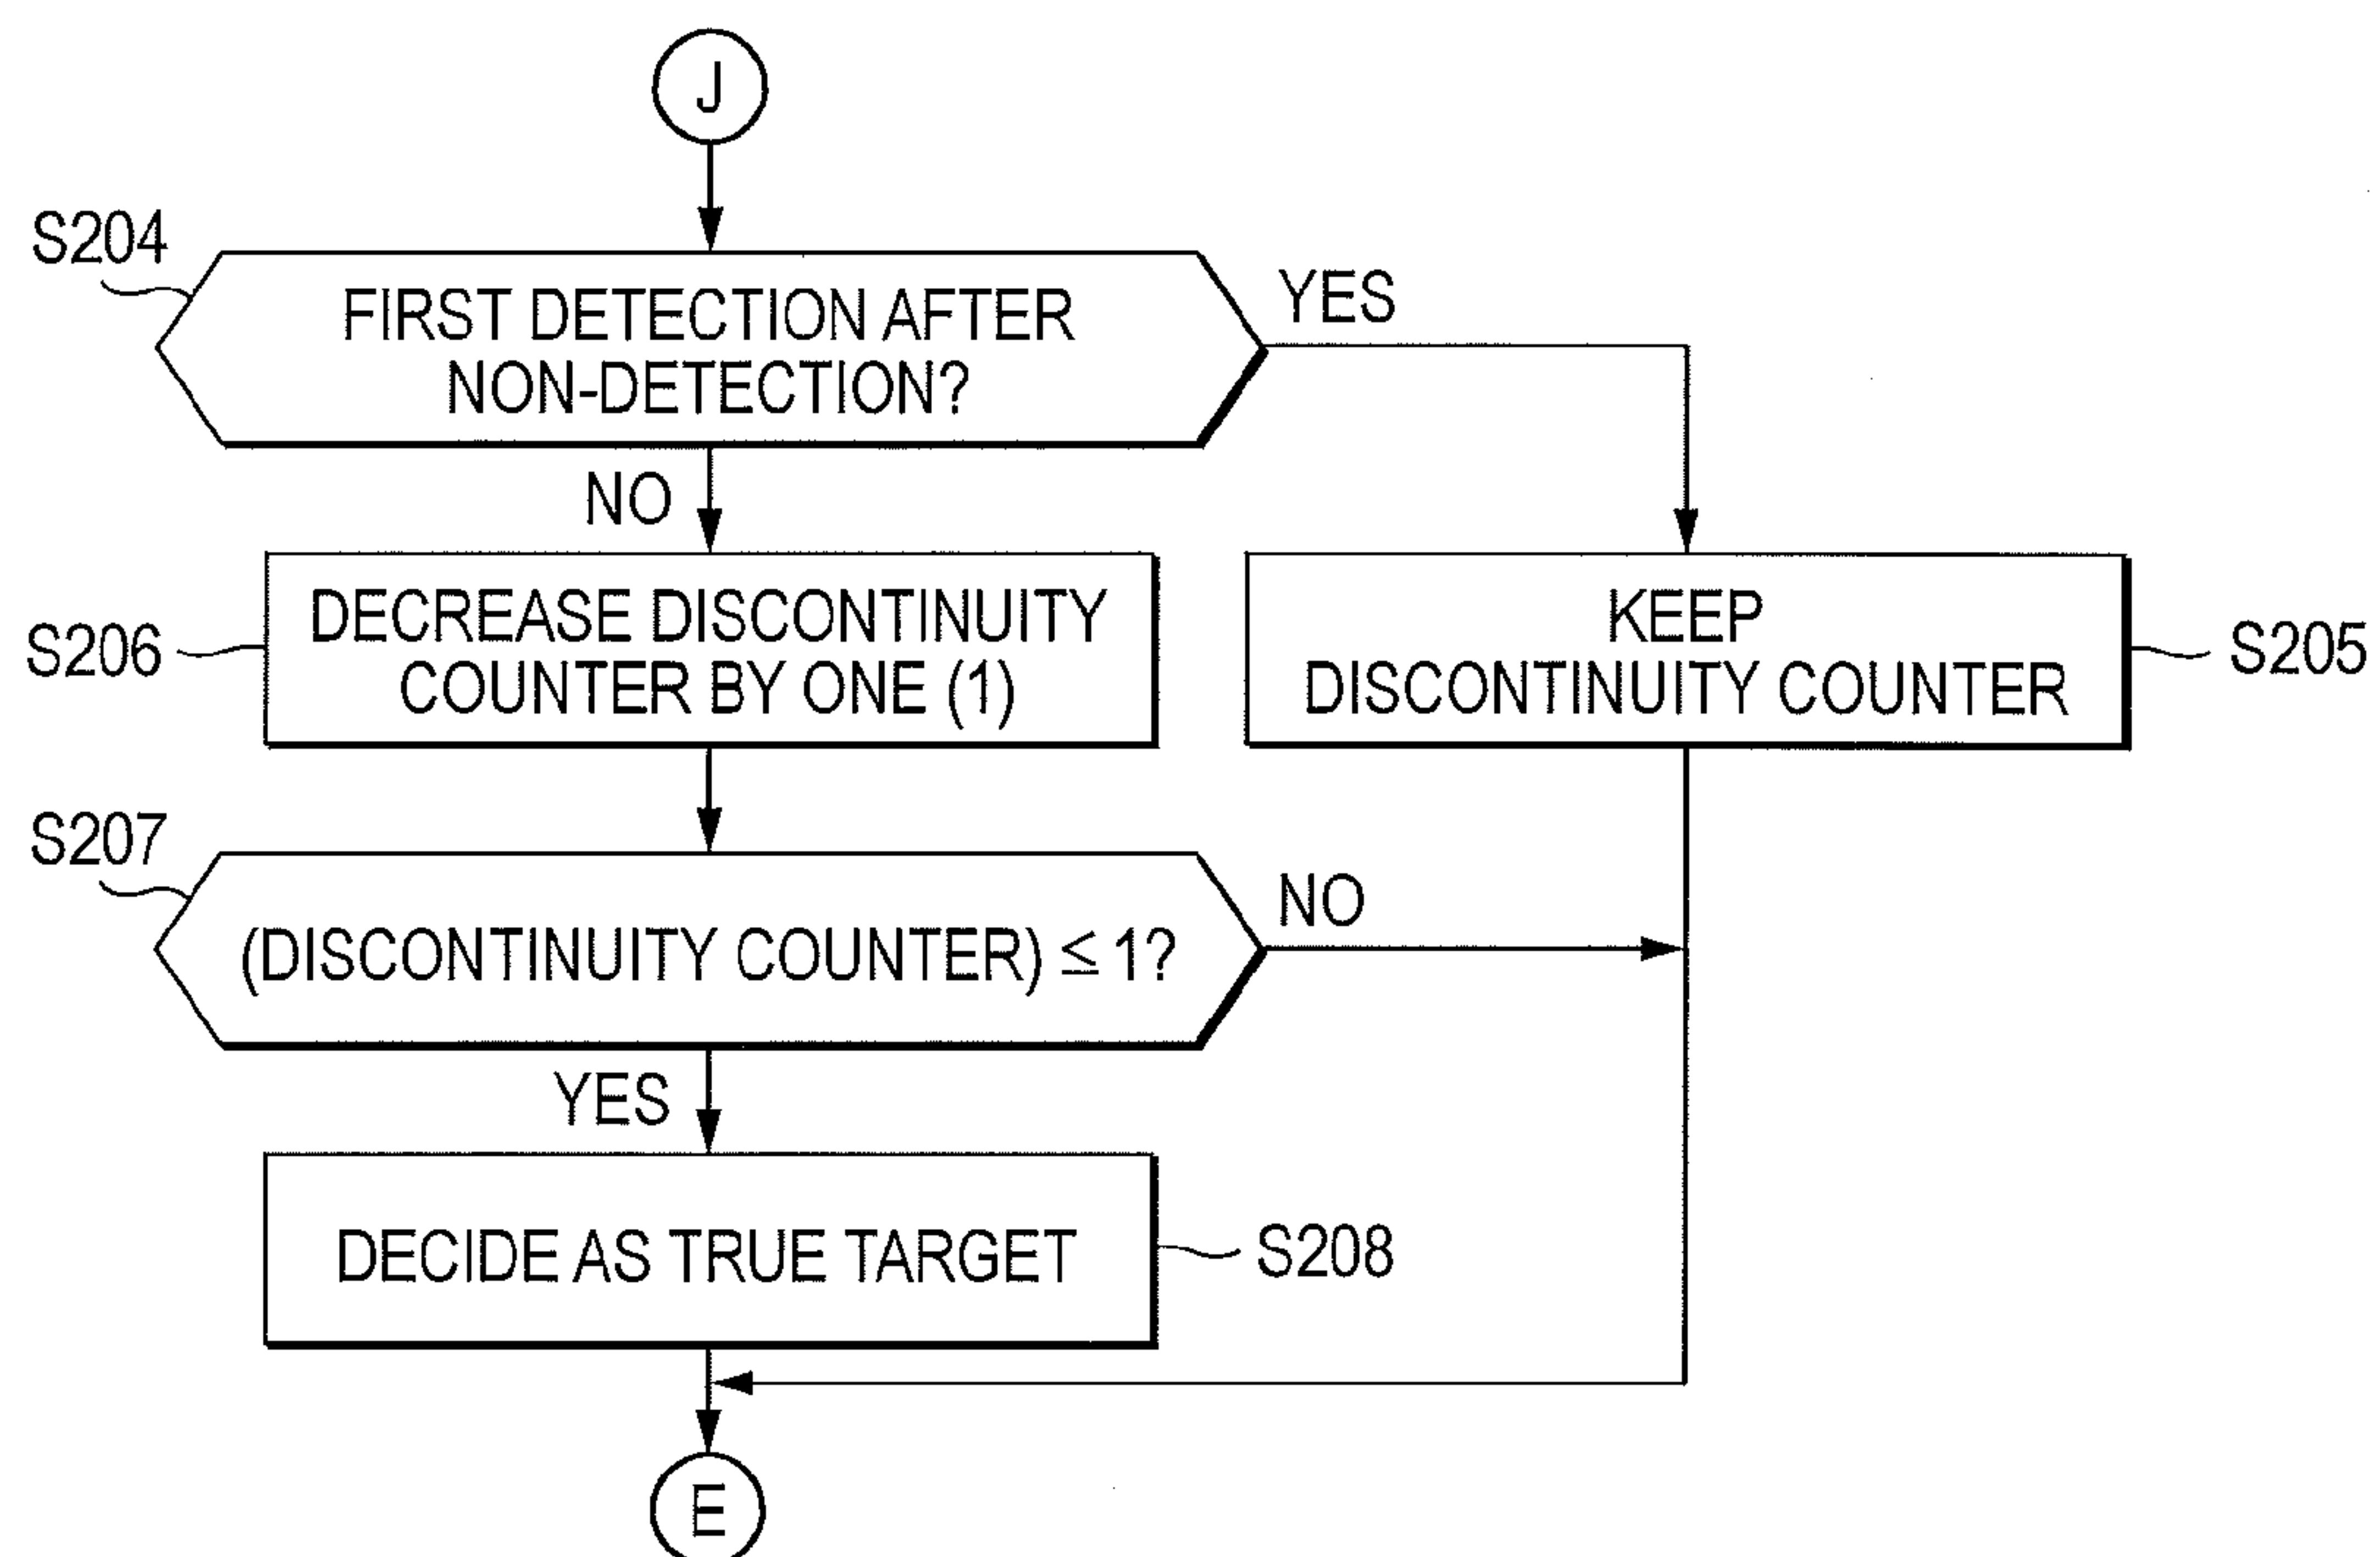 J
S204
FIRST DETECTION AFTER
NON-DETECTION?
YES
NO
S206
DECREASE DISCONTINUITY
COUNTER BY ONE (1)
KEEP
DISCONTINUITY COUNTER
S205
S207
(DISCONTINUITY COUNTER) ≤ 1?
NO
YES
DECIDE AS TRUE TARGET
S208
E